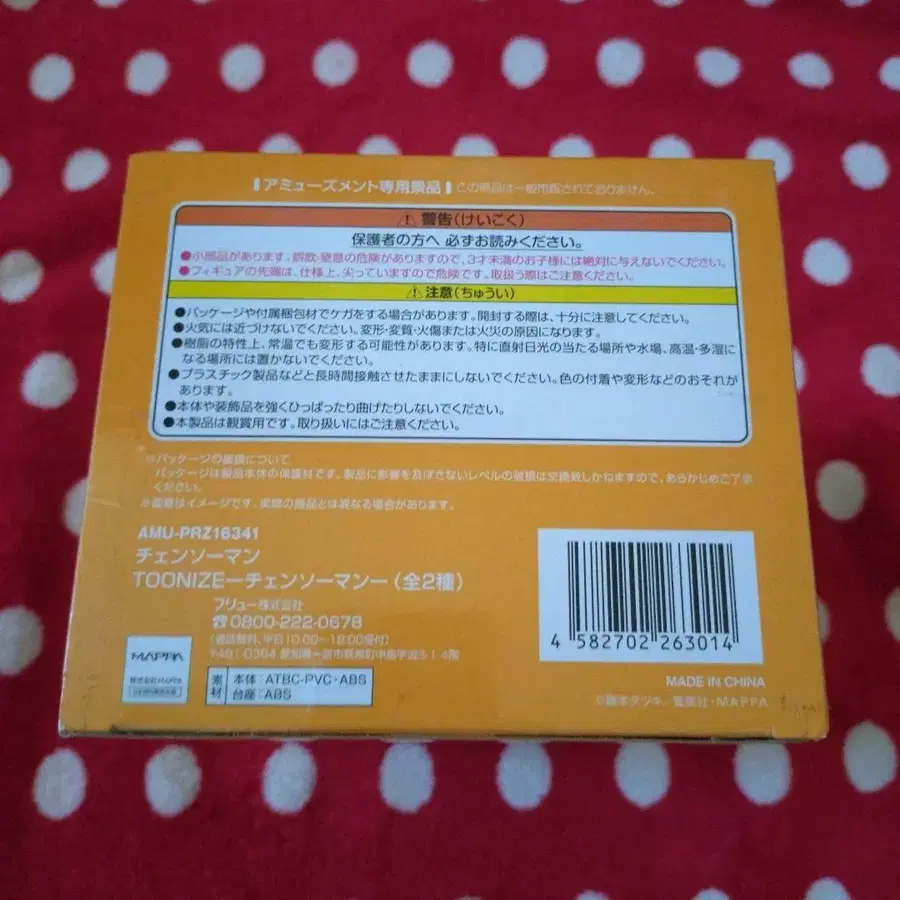 アミューズメント専用景品 この商品は一般市販されておりません。
⚠警告(けいこく)
保護者の方へ 必ずお読みください。
●小部品があります。誤飲・窒息の危険がありますので、3才未満のお子様には絶対に与えないでください。
●フィギュアの先端は、仕様上、尖っていますので危険です。取扱う際はご注意ください。
⚠注意(ちゅうい)
●パッケージや付属梱包材でケガをする場合があります。開封する際は、十分に注意してください。
●火気には近づけないでください。変形・変質・火傷または火災の原因になります。
●樹脂の特性上、常温でも変形する可能性があります。特に直射日光の当たる場所や水場、高温・多湿に
なる場所には置かないでください。
●プラスチック製品などと長時間接触させたままにしないでください。色の付着や変形などのおそれが
あります。
●本体や装飾品を強くひっぱったり曲げたりしないでください。
●本製品は観賞用です。取り扱いにはご注意ください。
※パッケージの破損について
パッケージは製品本体の保護材です。製品に影響を及ぼさないレベルの破損は交換致しかねますので、あらかじめご了承
ください。
※画像はイメージです。実際の商品とは異なる場合があります。
AMU-PRZ16341
チェンソーマン
TOONIZEーチェンソーマンー(全2種)
フリュー株式会社
☎0800-222-0678
(通話無料、平日10:00~18:00受付)
MAPPA
株式会社MAPPA
素材 本体:ATBC-PVC・ABS
台座:ABS
4 582702 263014
MADE IN CHINA
©藤本タツキ/集英社・MAPPA